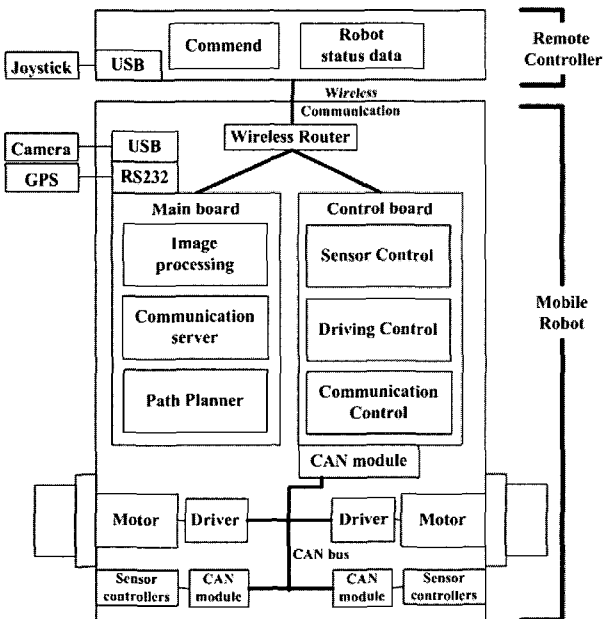 Commend
Robot
status data
Remote
Controller
Joystick
USB
Wireless
Communication
Wireless Router
Camera
USB
GPS
RS232
Main board
Control board
Image
processing
Sensor Control
Communication
server
Driving Control
Mobile
Robot
Path Planner
Communication
Control
CAN module
Motor
Driver
Driver
Motor
CAN bus
Sensor
controllers
CAN
module
CAN
module
Sensor
controllers